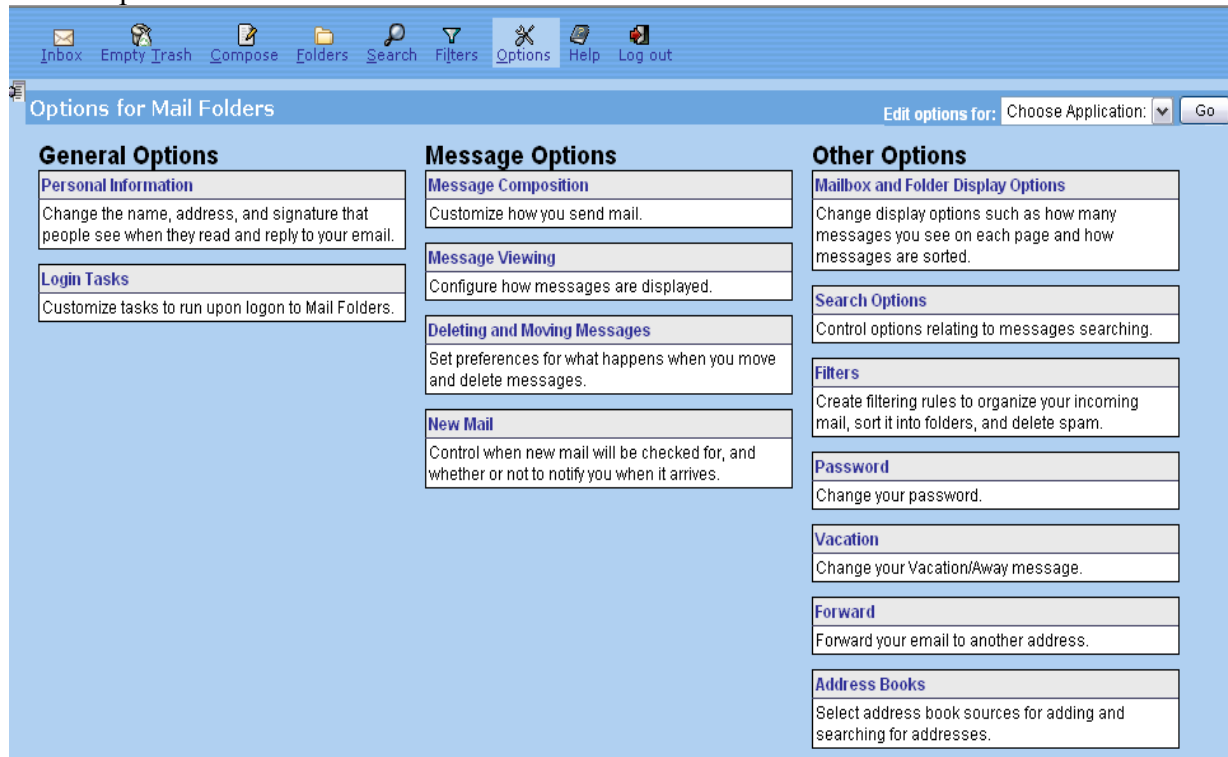 Inbox Empty Trash Compose Folders Search Filters Options Help Log out
Options for Mail Folders
Edit options for: Choose Application: Go
General Options
Personal Information
Change the name, address, and signature that
people see when they read and reply to your email.
Login Tasks
Customize tasks to run upon logon to Mail Folders.
Message Options
Message Composition
Customize how you send mail.
Message Viewing
Configure how messages are displayed.
Deleting and Moving Messages
Set preferences for what happens when you move
and delete messages.
New Mail
Control when new mail will be checked for, and
whether or not to notify you when it arrives.
Other Options
Mailbox and Folder Display Options
Change display options such as how many
messages you see on each page and how
messages are sorted.
Search Options
Control options relating to messages searching.
Filters
Create filtering rules to organize your incoming
mail, sort it into folders, and delete spam.
Password
Change your password.
Vacation
Change your Vacation/Away message.
Forward
Forward your email to another address.
Address Books
Select address book sources for adding and
searching for addresses.